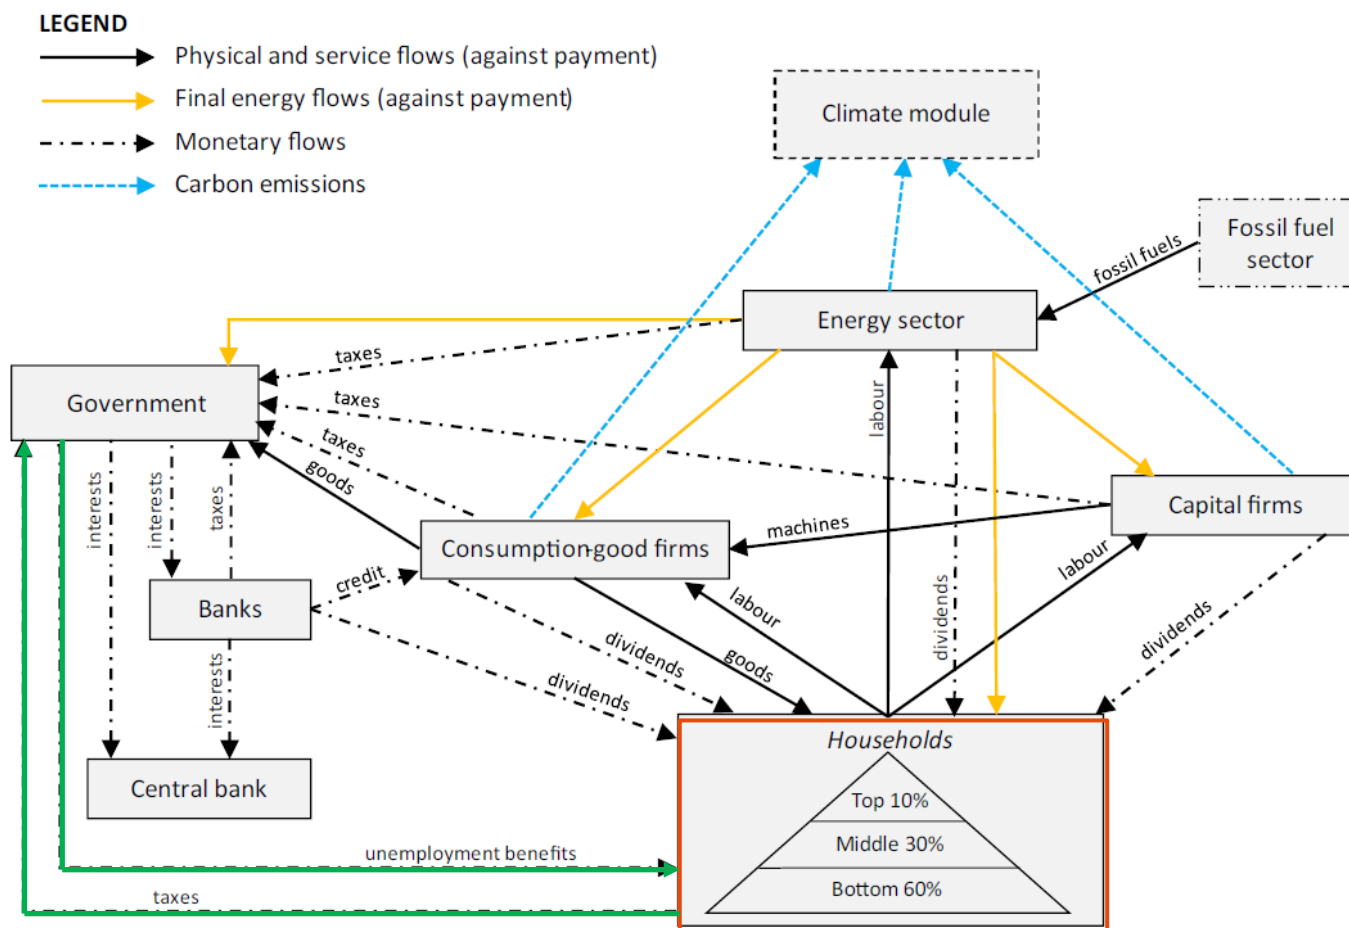 LEGEND
Physical and service flows (against payment)
Final energy flows (against payment)
Monetary flows
Carbon emissions
Climate module
Fossil fuel
sector
fossil fuels
Energy sector
taxes
Government
taxes
labour
taxes
goods
interests
interests
taxes
Capital firms
machines
Consumption-good firms
labour
credit
labour
Banks
dividends
dividends
goods
dividends
dividends
interests
Households
Central bank
Top 10%
Middle 30%
unemployment benefits
Bottom 60%
taxes